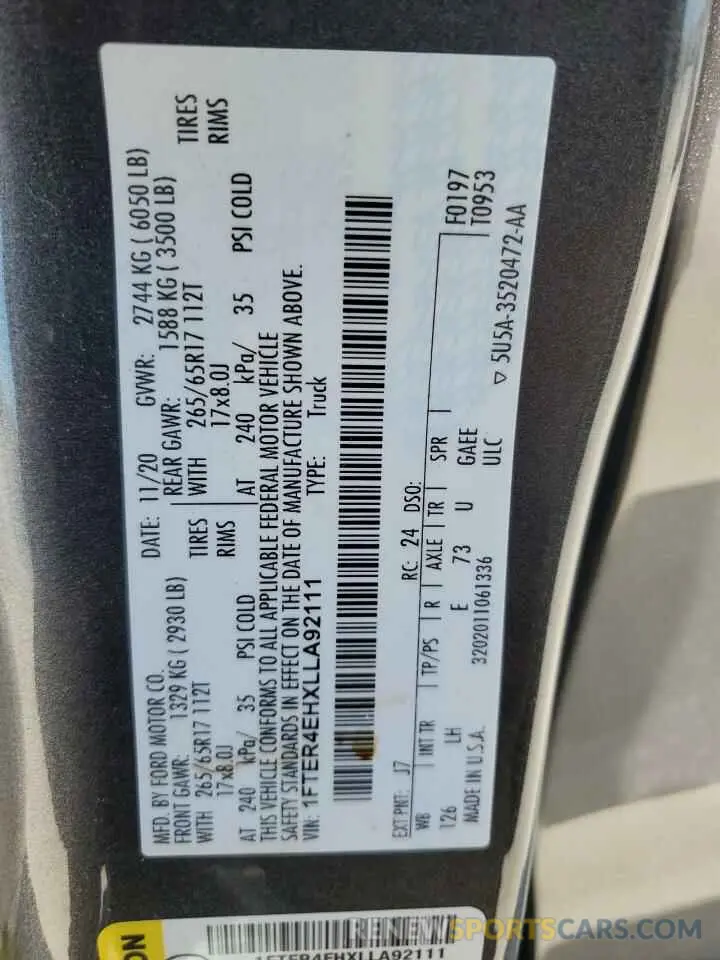 MFD. BY FORD MOTOR CO.
DATE: 11/20 GVWR: 2744 KG ( 6050 LB)
FRONT GAWR: 1329 KG ( 2930 LB) REAR GAWR: 1588 KG ( 3500 LB)
WITH 265/65R17 112T TIRES WITH 265/65R17 112T TIRES
17x8.0J RIMS 17x8.0J RIMS
AT 240 kPa/ 35 PSI COLD AT 240 kPa/ 35 PSI COLD
THIS VEHICLE CONFORMS TO ALL APPLICABLE FEDERAL MOTOR VEHICLE
SAFETY STANDARDS IN EFFECT ON THE DATE OF MANUFACTURE SHOWN ABOVE.
VIN: 1FTER4EHXLLA92111 TYPE: Truck
EXT PNT: J7 RC: 24 DSO: F0197
T0953
WB INT TR TP/PS R AXLE TR SPR
126 LH E 73 U GAEE
ULC
MADE IN U.S.A. 3202011061336 ▽ 5U5A-3520472-AA
ON
1FTER4EHXLLA92111
RENEWSPORTSCARS.COM